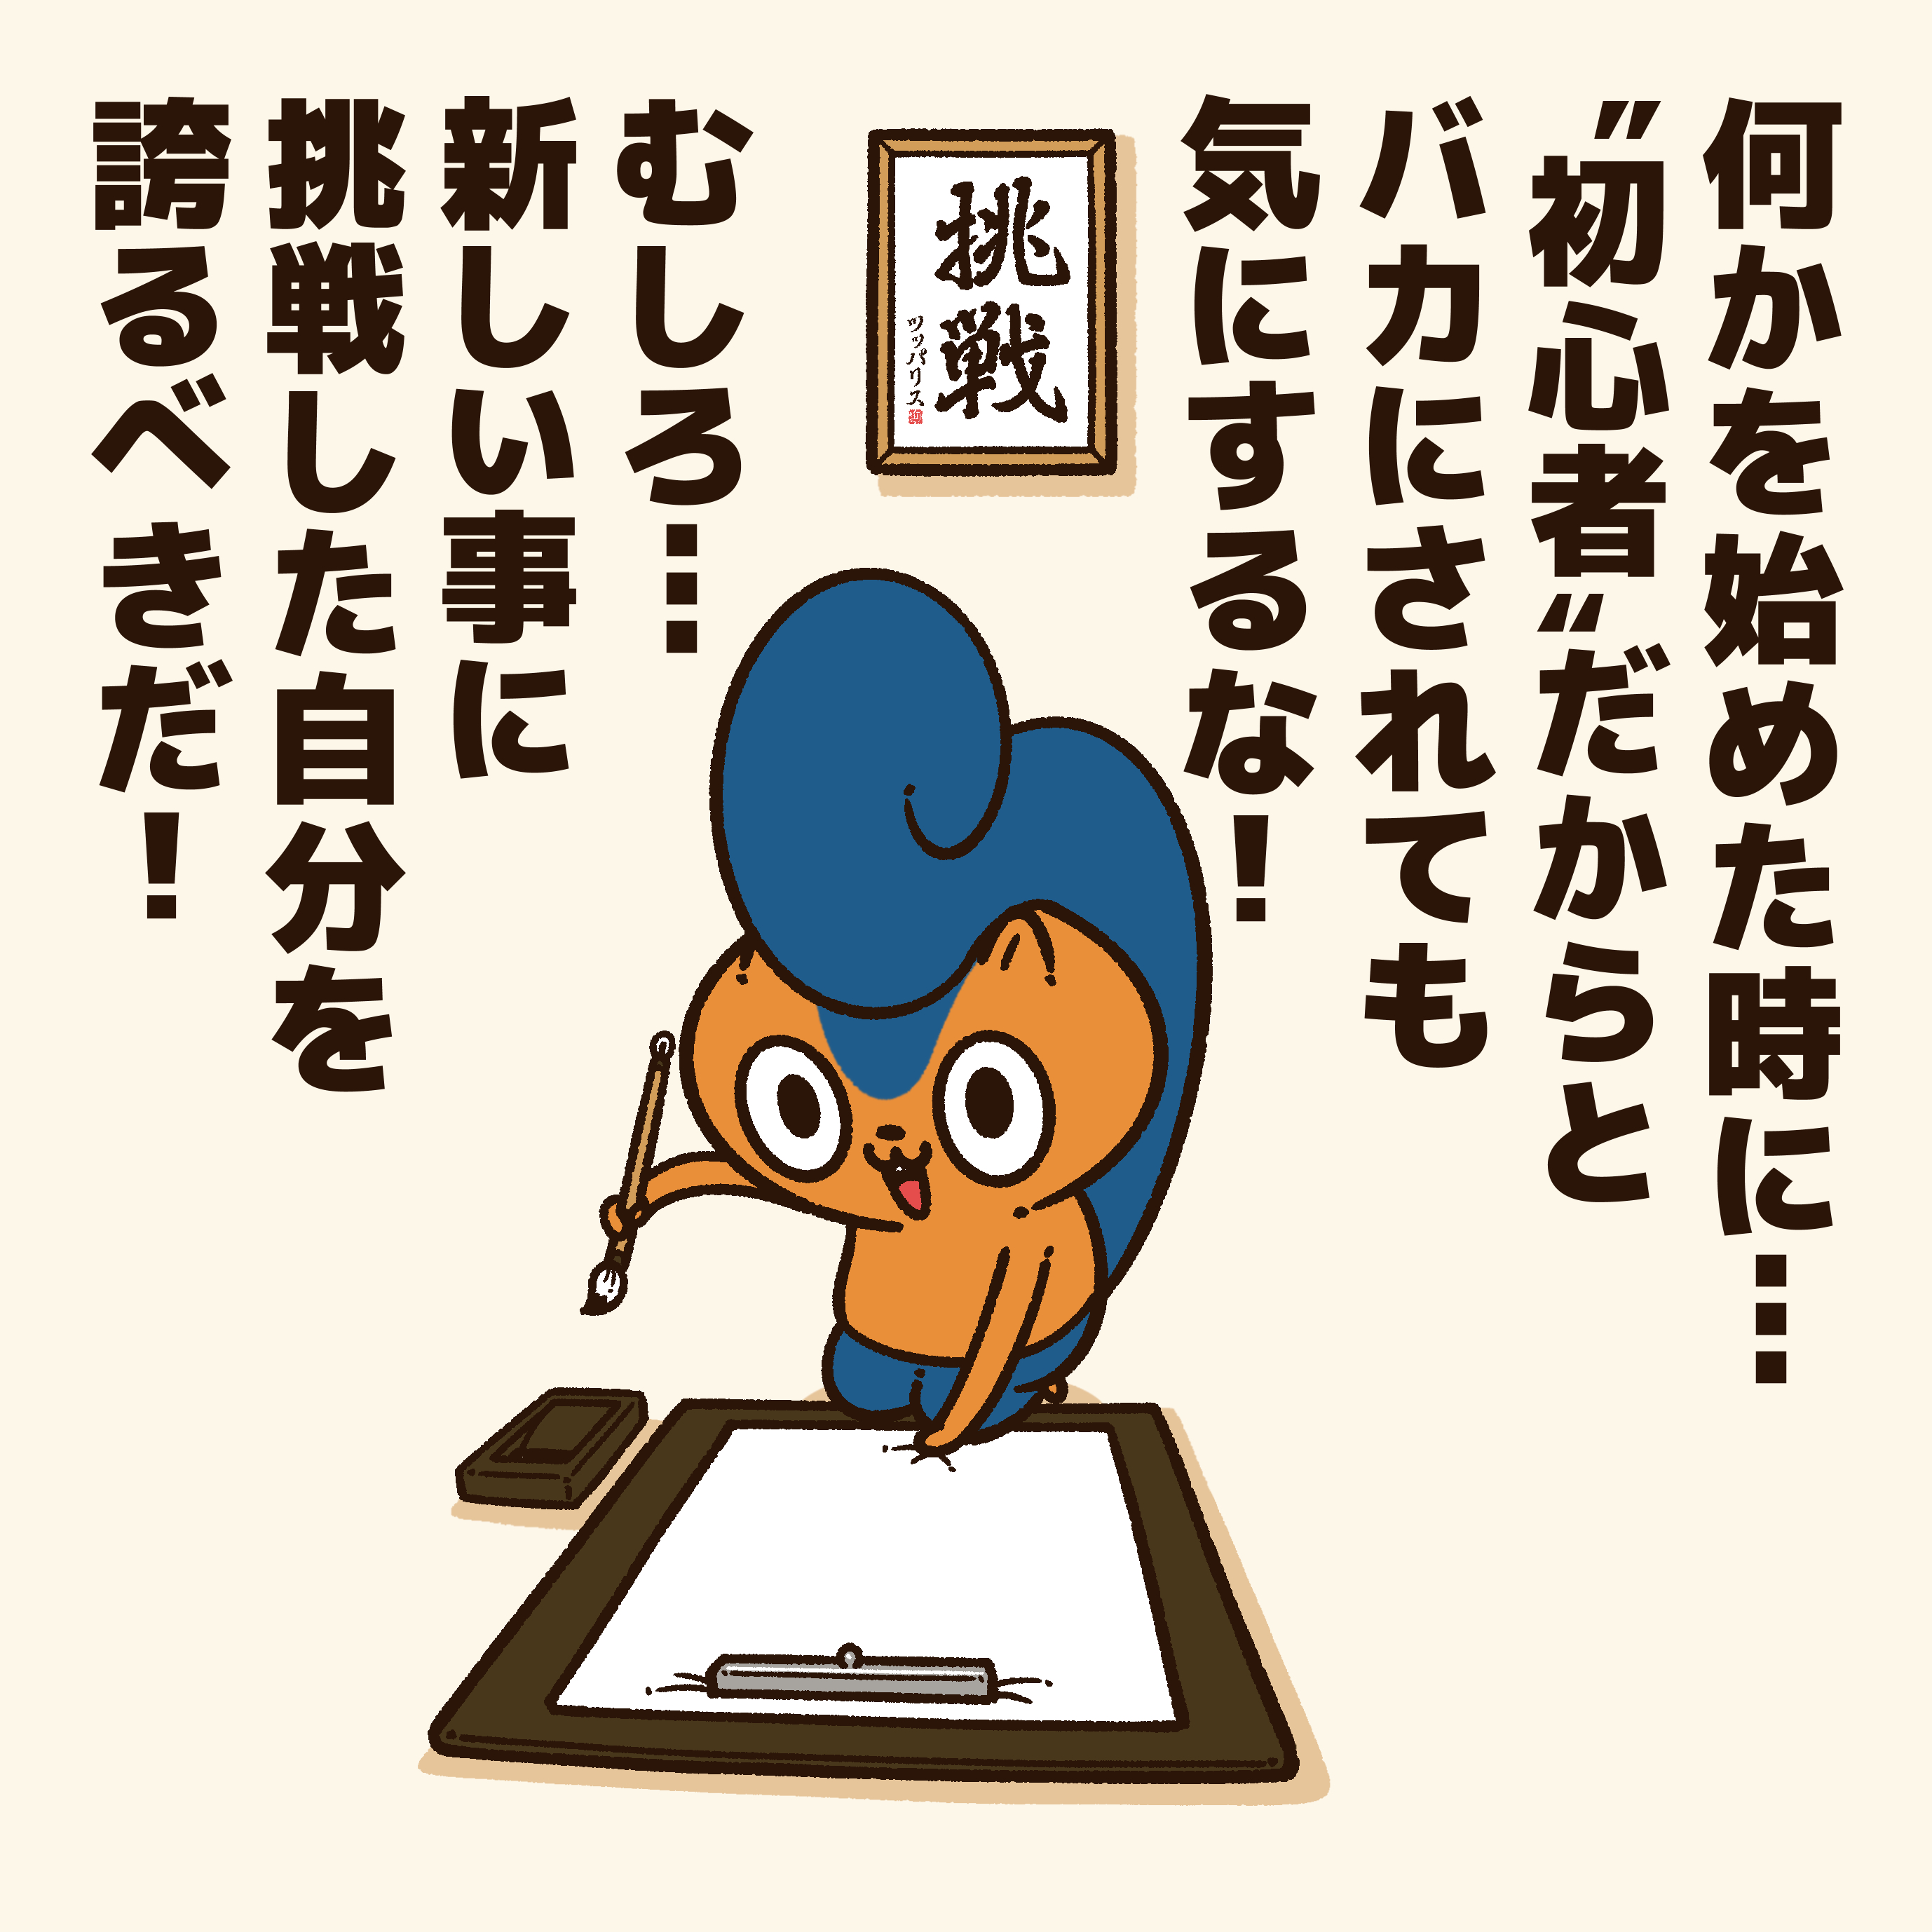 何かを始めた時に…
〝初心者〟だからと
バカにされても
気にするな！
挑戦
ツッパリス
むしろ…
新しい事に
挑戦した自分を
誇るべきだ！